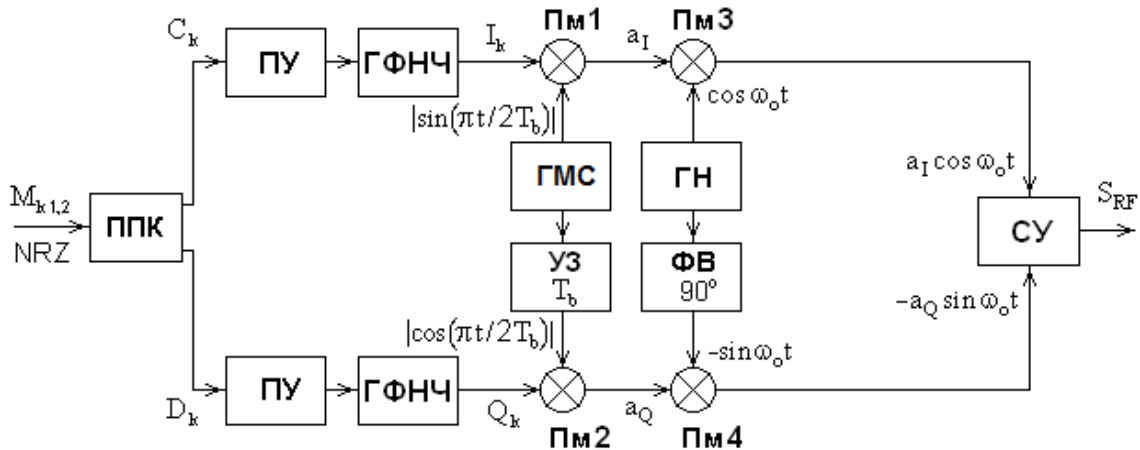 Пм1
Пм3
C_k
ПУ
ГФНЧ
I_k
a_I
cos ω_o t
|sin(πt/2T_b)|
ГМС
ГН
a_I cos ω_o t
M_k1,2
NRZ
ППК
S_RF
СУ
УЗ
T_b
ФВ
90°
-a_Q sin ω_o t
|cos(πt/2T_b)|
-sin ω_o t
D_k
ПУ
ГФНЧ
Q_k
a_Q
Пм2
Пм4